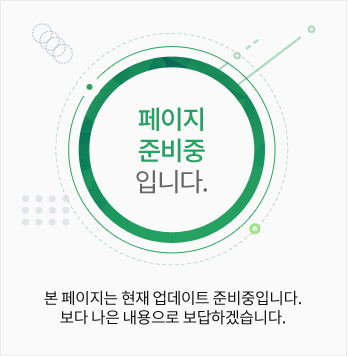 페이지
준비중
입니다.
본 페이지는 현재 업데이트 준비중입니다.
보다 나은 내용으로 보답하겠습니다.